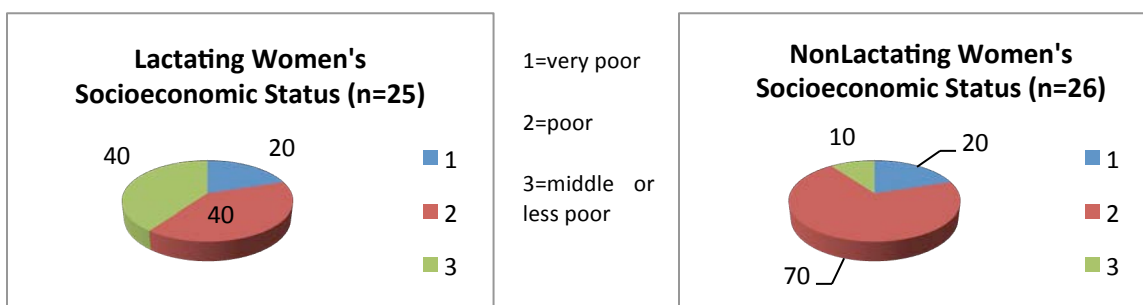 Lactating Women's
Socioeconomic Status (n=25)
40
20
40
1
2
3
1=very poor
2=poor
3=middle or
less poor
NonLactating Women's
Socioeconomic Status (n=26)
10
20
70
1
2
3